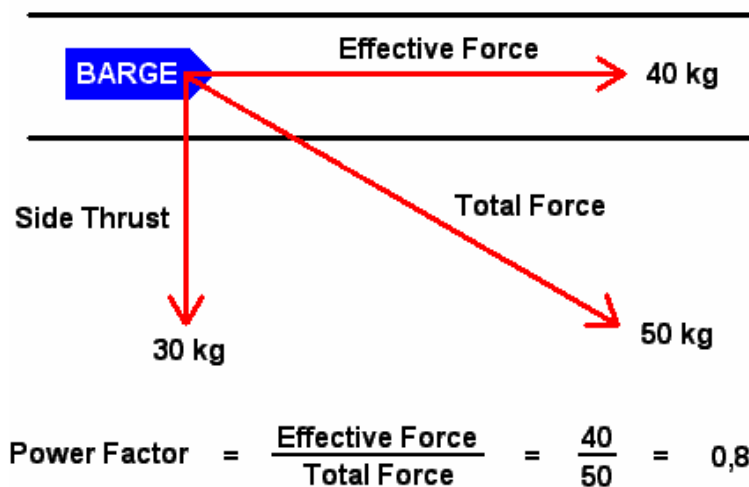 Effective Force
BARGE
40 kg
Side Thrust
Total Force
30 kg
50 kg
Power Factor = Effective Force / Total Force = 40 / 50 = 0,8